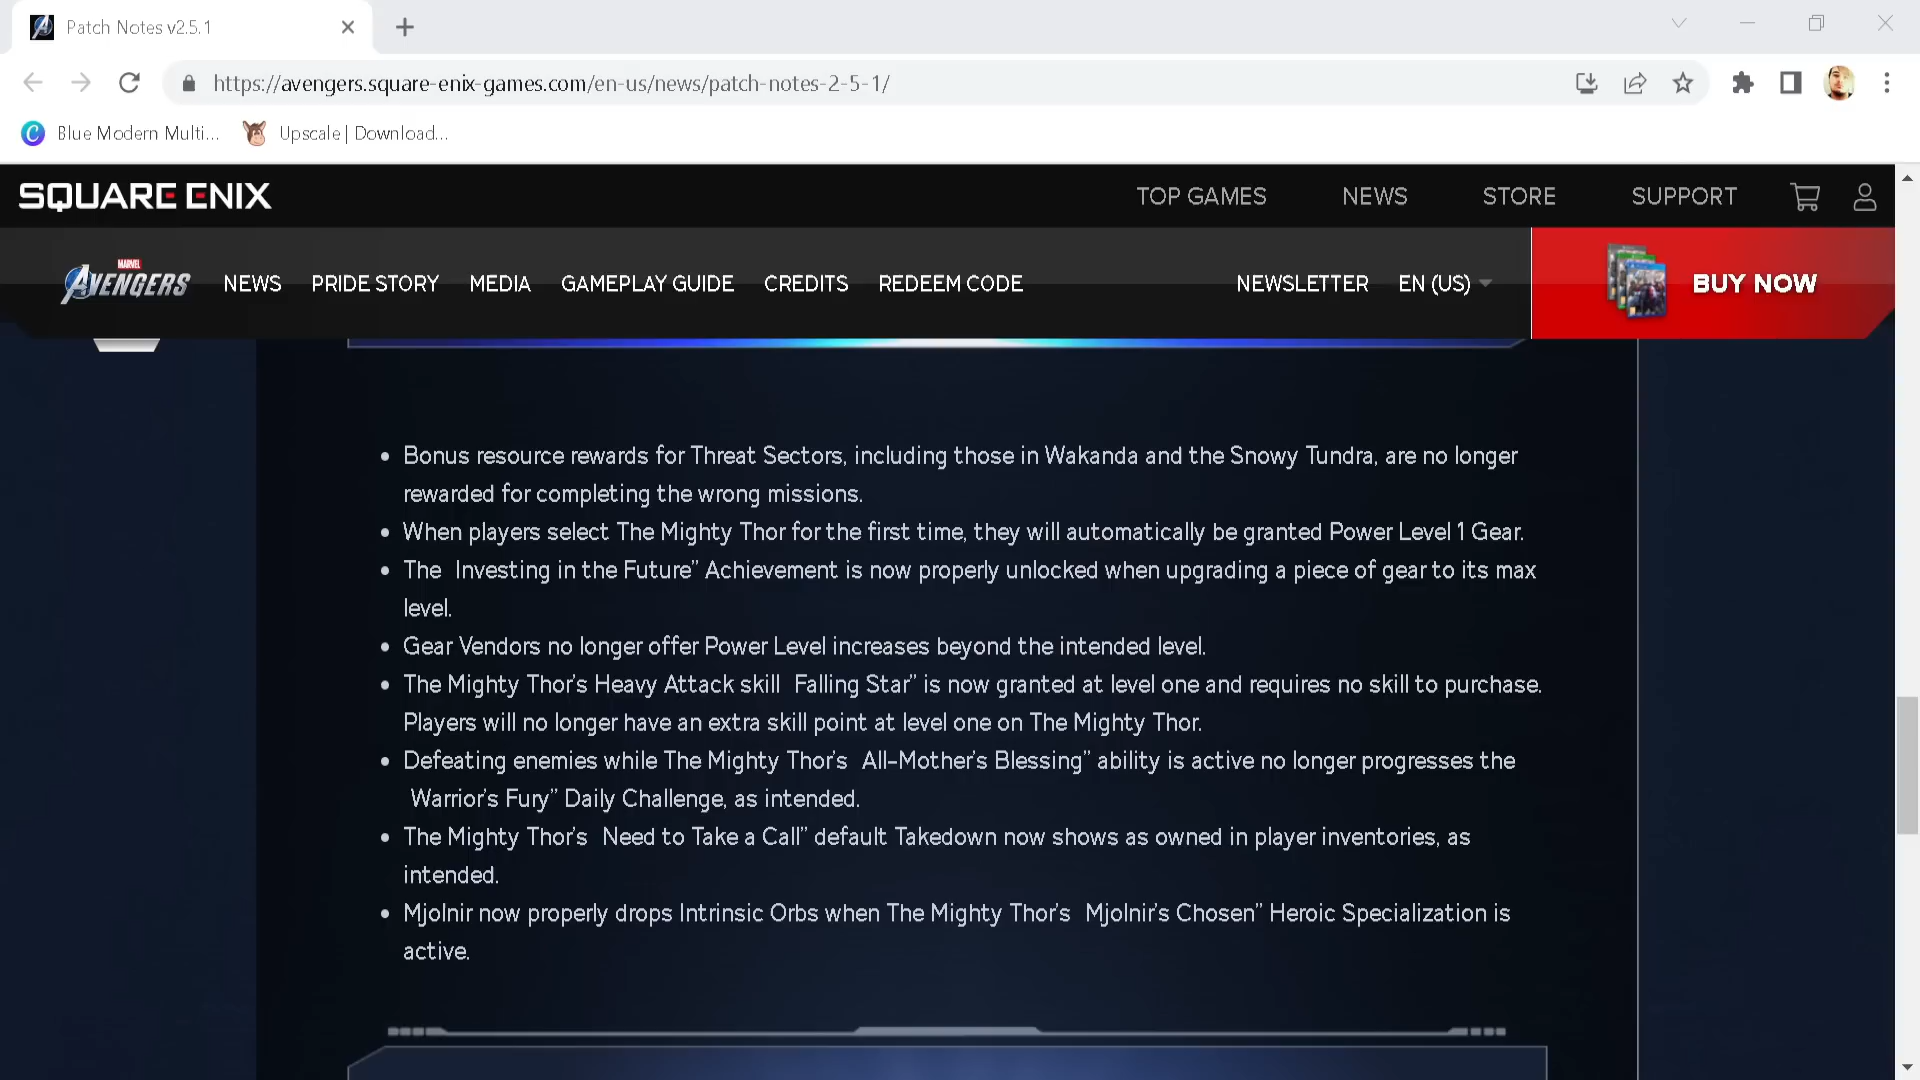 Patch Notes v2.5.1
https://avengers.square-enix-games.com/en-us/news/patch-notes-2-5-1/
Blue Modern Multi... Upscale | Download...
SQUARE ENIX TOP GAMES NEWS STORE SUPPORT
MARVEL
AVENGERS NEWS PRIDE STORY MEDIA GAMEPLAY GUIDE CREDITS REDEEM CODE NEWSLETTER EN (US) BUY NOW
• Bonus resource rewards for Threat Sectors, including those in Wakanda and the Snowy Tundra, are no longer
rewarded for completing the wrong missions.
• When players select The Mighty Thor for the first time, they will automatically be granted Power Level 1 Gear.
• The Investing in the Future” Achievement is now properly unlocked when upgrading a piece of gear to its max
level.
• Gear Vendors no longer offer Power Level increases beyond the intended level.
• The Mighty Thor’s Heavy Attack skill Falling Star” is now granted at level one and requires no skill to purchase.
Players will no longer have an extra skill point at level one on The Mighty Thor.
• Defeating enemies while The Mighty Thor’s All-Mother’s Blessing” ability is active no longer progresses the
Warrior’s Fury” Daily Challenge, as intended.
• The Mighty Thor’s Need to Take a Call” default Takedown now shows as owned in player inventories, as
intended.
• Mjolnir now properly drops Intrinsic Orbs when The Mighty Thor’s Mjolnir’s Chosen” Heroic Specialization is
active.